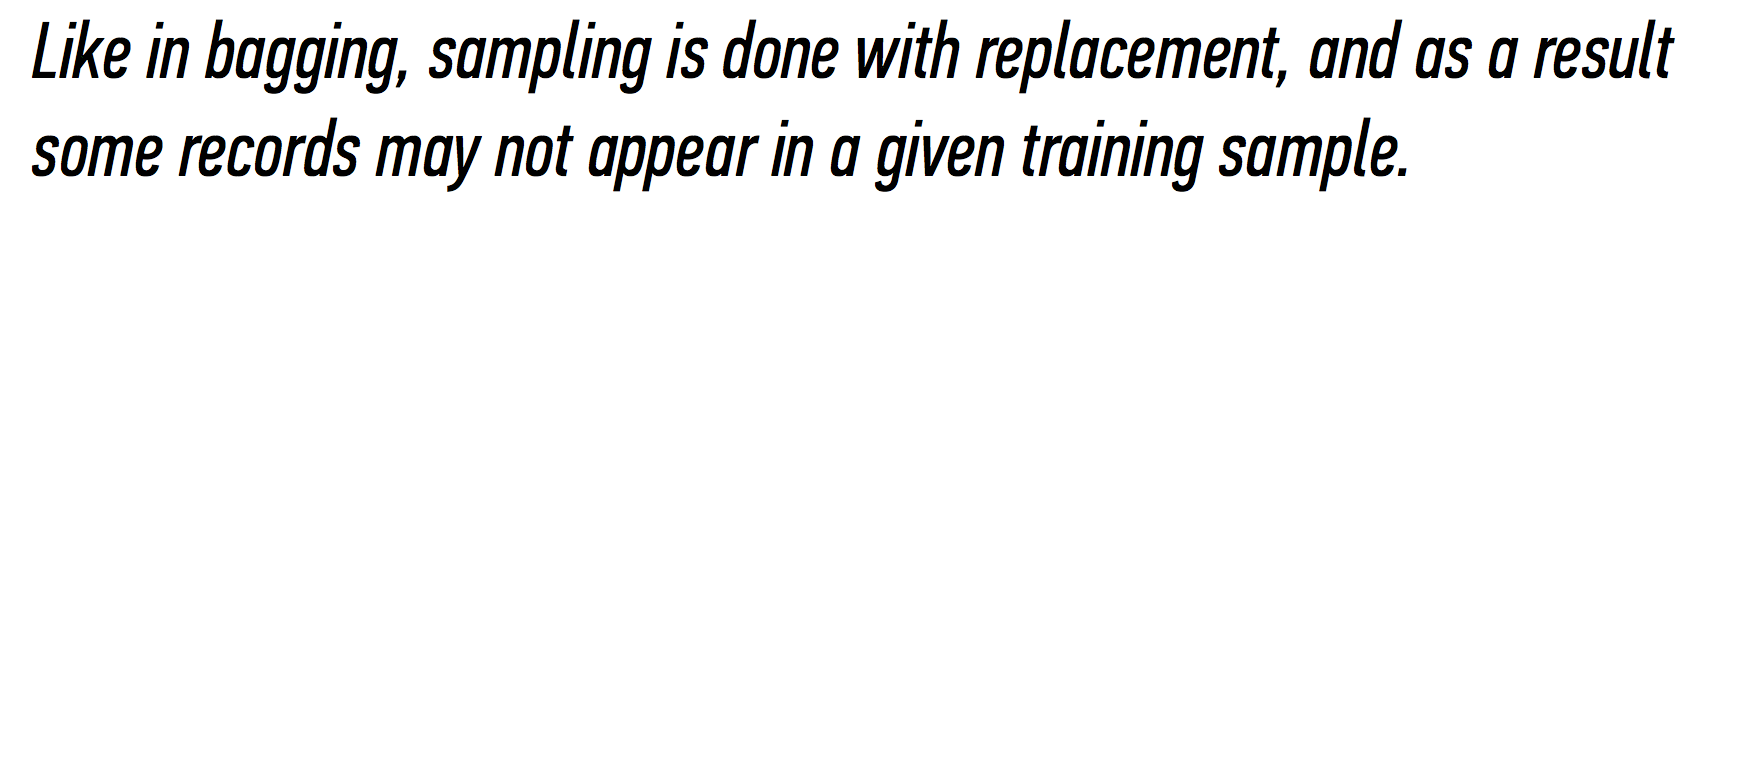 Like in bagging, sampling is done with replacement, and as a result
some records may not appear in a given training sample.